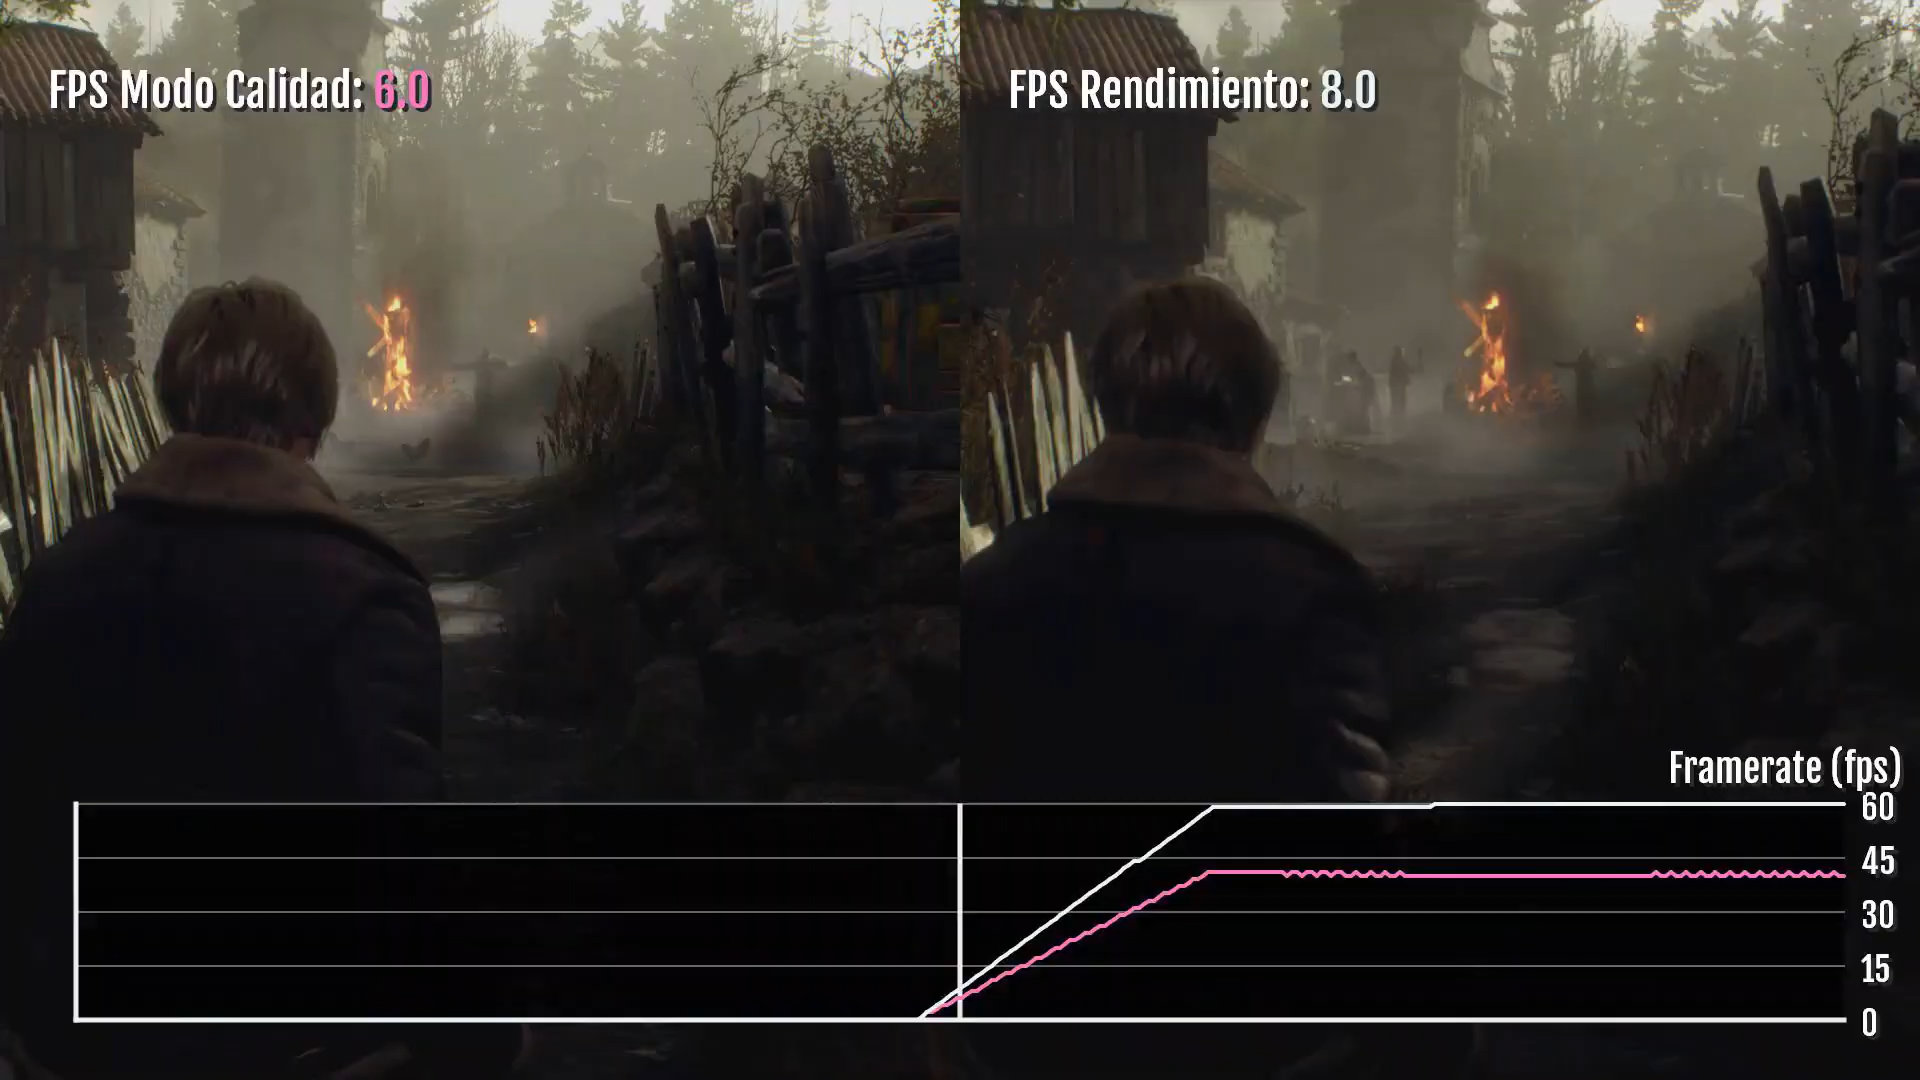 FPS Modo Calidad: 6.0
FPS Rendimiento: 8.0
Framerate (fps)
60
45
30
15
0